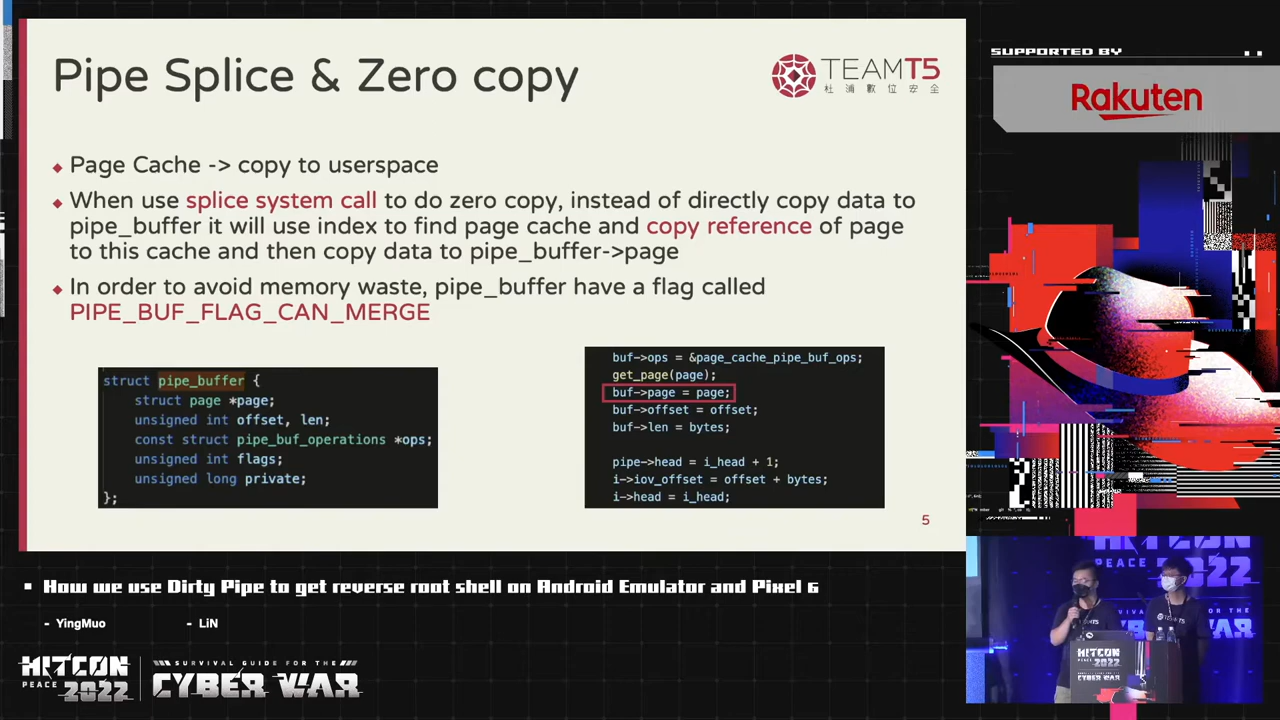 Pipe Splice & Zero copy
TEAMT5
杜浦數位安全
Page Cache -> copy to userspace
When use splice system call to do zero copy, instead of directly copy data to
pipe_buffer it will use index to find page cache and copy reference of page
to this cache and then copy data to pipe_buffer->page
In order to avoid memory waste, pipe_buffer have a flag called
PIPE_BUF_FLAG_CAN_MERGE
struct pipe_buffer {
struct page *page;
unsigned int offset, len;
const struct pipe_buf_operations *ops;
unsigned int flags;
unsigned long private;
};
buf->ops = &page_cache_pipe_buf_ops;
get_page(page);
buf->page = page;
buf->offset = offset;
buf->len = bytes;
pipe->head = i_head + 1;
i->iov_offset = offset + bytes;
i->head = i_head;
5
SUPPORTED BY
Rakuten
▪ How we use Dirty Pipe to get reverse root shell on Android Emulator and Pixel 6
- YingMuo
- LiN
HITCON
PEACE 2022
SURVIVAL GUIDE FOR THE
CYBER WAR
HITCON
2022
TEAMT5
HITCON
2022
CYBER WAR